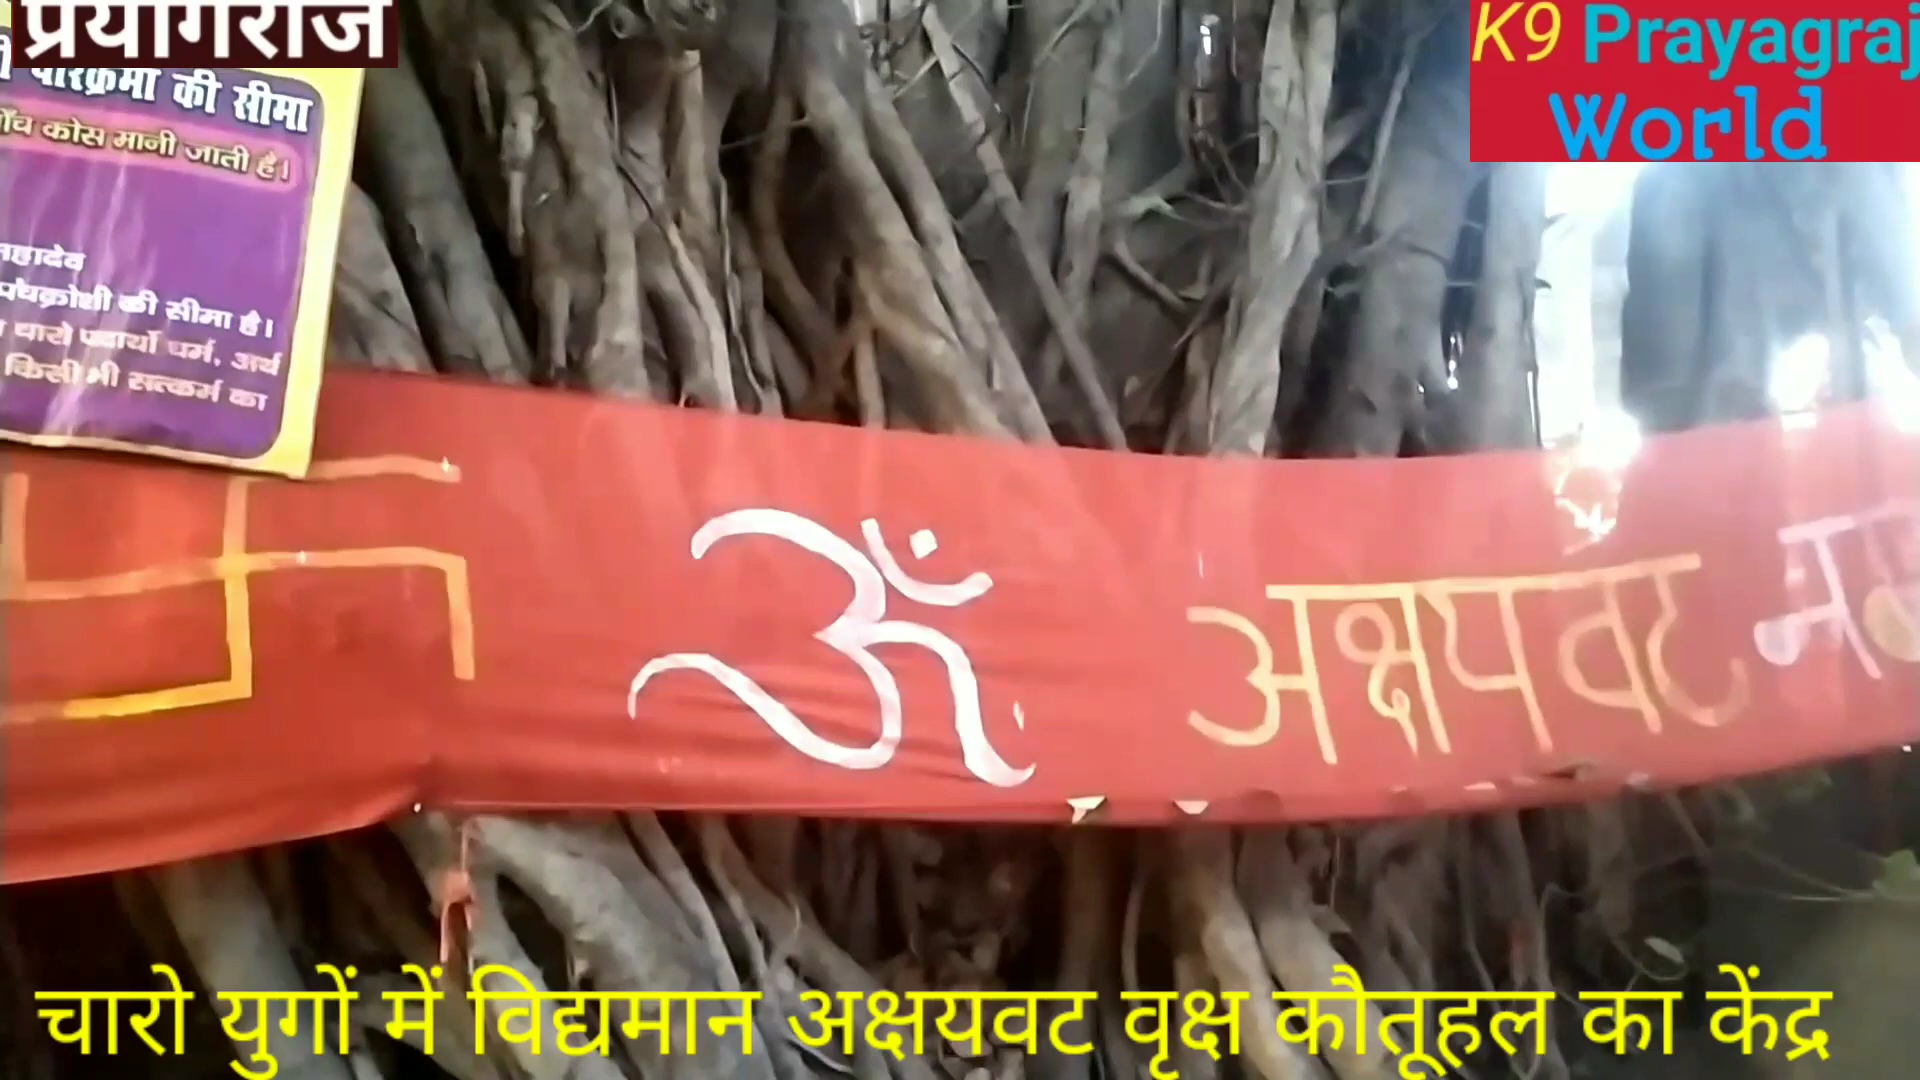 प्रयागराज
K9 Prayagraj
World
परिक्रमा की सीमा
कोस मानी जाती है।
पंचक्रोशी की सीमा है।
चारो पदार्थो धर्म, अर्थ
किसी भी सत्कर्म का
ॐ अक्षयवट
चारो युगों में विद्यमान अक्षयवट वृक्ष कौतूहल का केंद्र